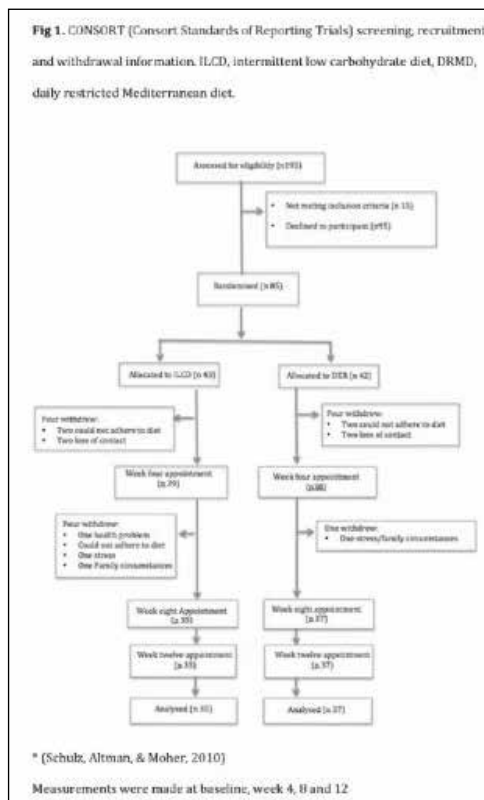 Fig 1. CONSORT (Consort Standards of Reporting Trials) screening, recruitment
and withdrawal information. ILCD, intermittent low carbohydrate diet, DRMD,
daily restricted Mediterranean diet.
Assessed for eligibility
• Not meeting inclusion criteria
• Declined to participant
Randomised (n 85)
Allocated to ILCD (n 43)
Allocated to DER (n 42)
Four withdrew:
• Two could not adhere to diet
• Two loss of contact
Four withdrew:
• Two could not adhere to diet
• Two loss of contact
Week four appointment
(n 39)
Week four appointment
Four withdrew:
• One health problem
• Could not adhere to diet
• One stress
• One Family circumstances
One withdrew:
• One stress/family circumstances
Week eight Appointment
(n 35)
Week eight appointment
(n 37)
Week twelve appointment
(n 35)
Week twelve appointment
(n 37)
Analysed
Analysed (n 37)
* (Schulz, Altman, & Moher, 2010)
Measurements were made at baseline, week 4, 8 and 12